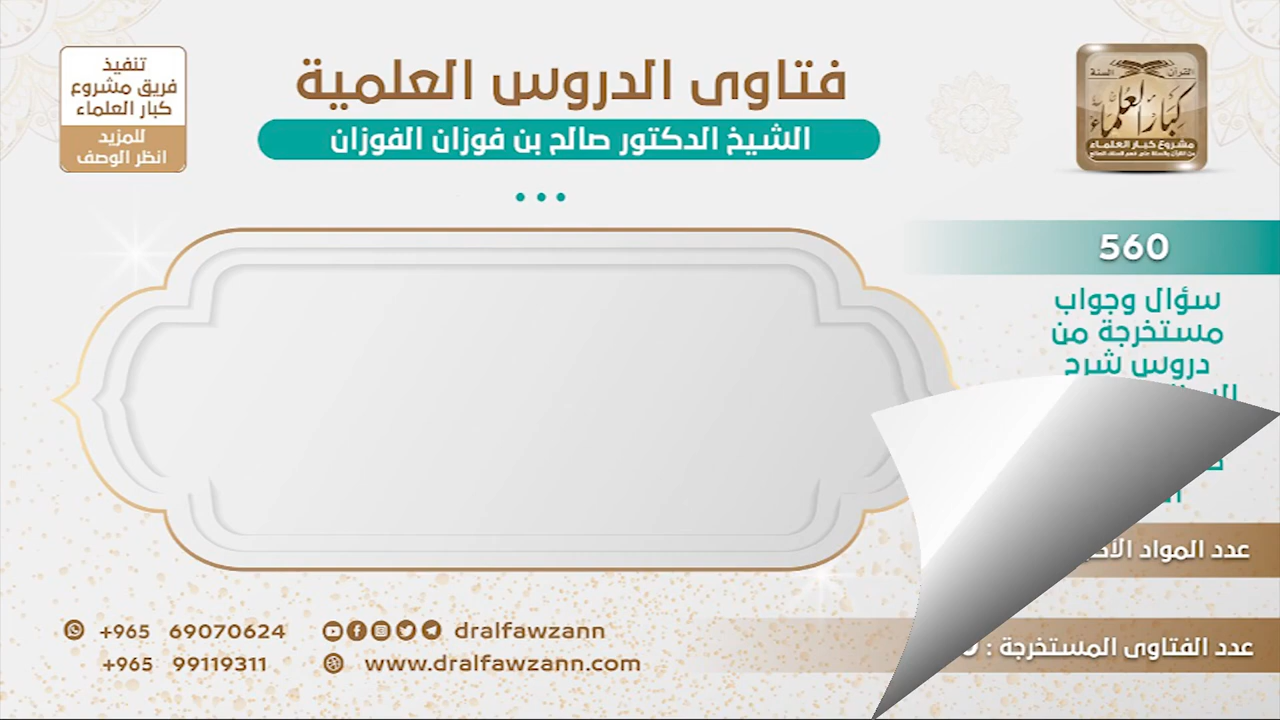 القرآن
السنة
كبار العلماء
مشروع كبار العلماء
فتاوى الدروس العلمية
الشيخ الدكتور صالح بن فوزان الفوزان
تنفيذ
فريق مشروع
كبار العلماء
للمزيد
انظر الوصف
560
سؤال وجواب
مستخرجة من
دروس شرح
عدد المواد
عدد الفتاوى المستخرجة :
+965 69070624
dralfawzann
+965 99119311
www.dralfawzann.com